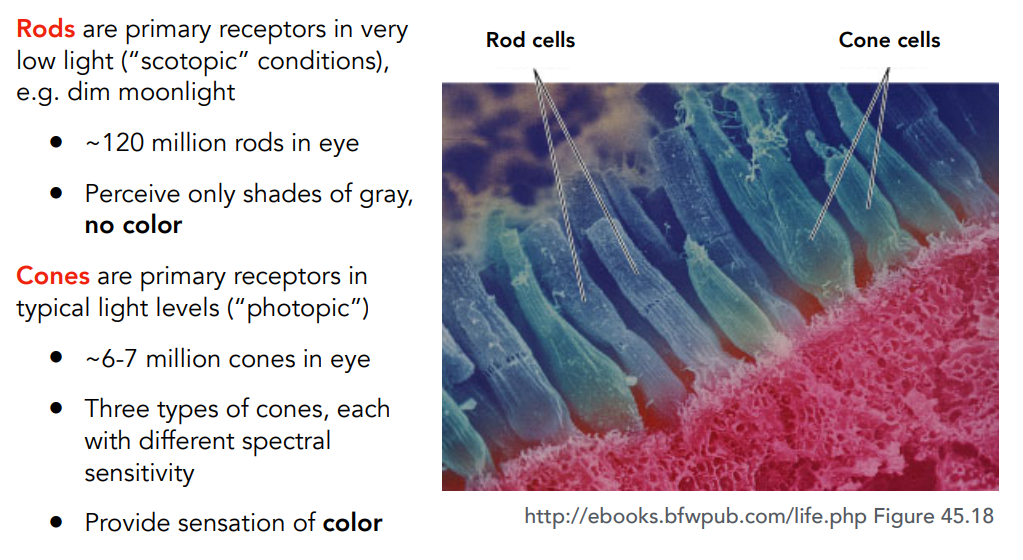 Rods are primary receptors in very
low light (“scotopic” conditions),
e.g. dim moonlight
● ~120 million rods in eye
● Perceive only shades of gray,
no color
Cones are primary receptors in
typical light levels (“photopic”)
● ~6-7 million cones in eye
● Three types of cones, each
with different spectral
sensitivity
● Provide sensation of color
Rod cells
Cone cells
http://ebooks.bfwpub.com/life.php Figure 45.18